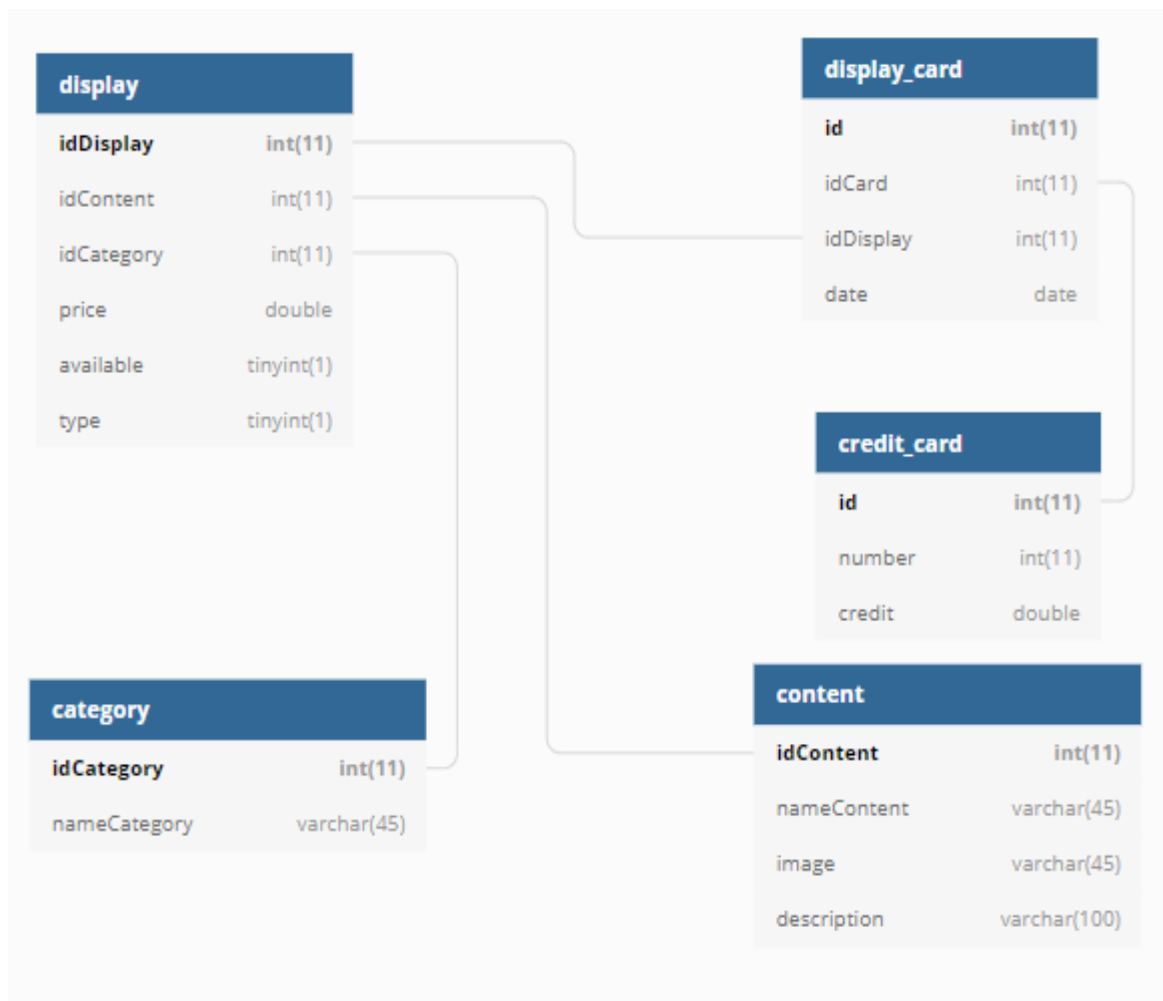 display
idDisplay int(11)
idContent int(11)
idCategory int(11)
price double
available tinyint(1)
type tinyint(1)
display_card
id int(11)
idCard int(11)
idDisplay int(11)
date date
credit_card
id int(11)
number int(11)
credit double
category
idCategory int(11)
nameCategory varchar(45)
content
idContent int(11)
nameContent varchar(45)
image varchar(45)
description varchar(100)